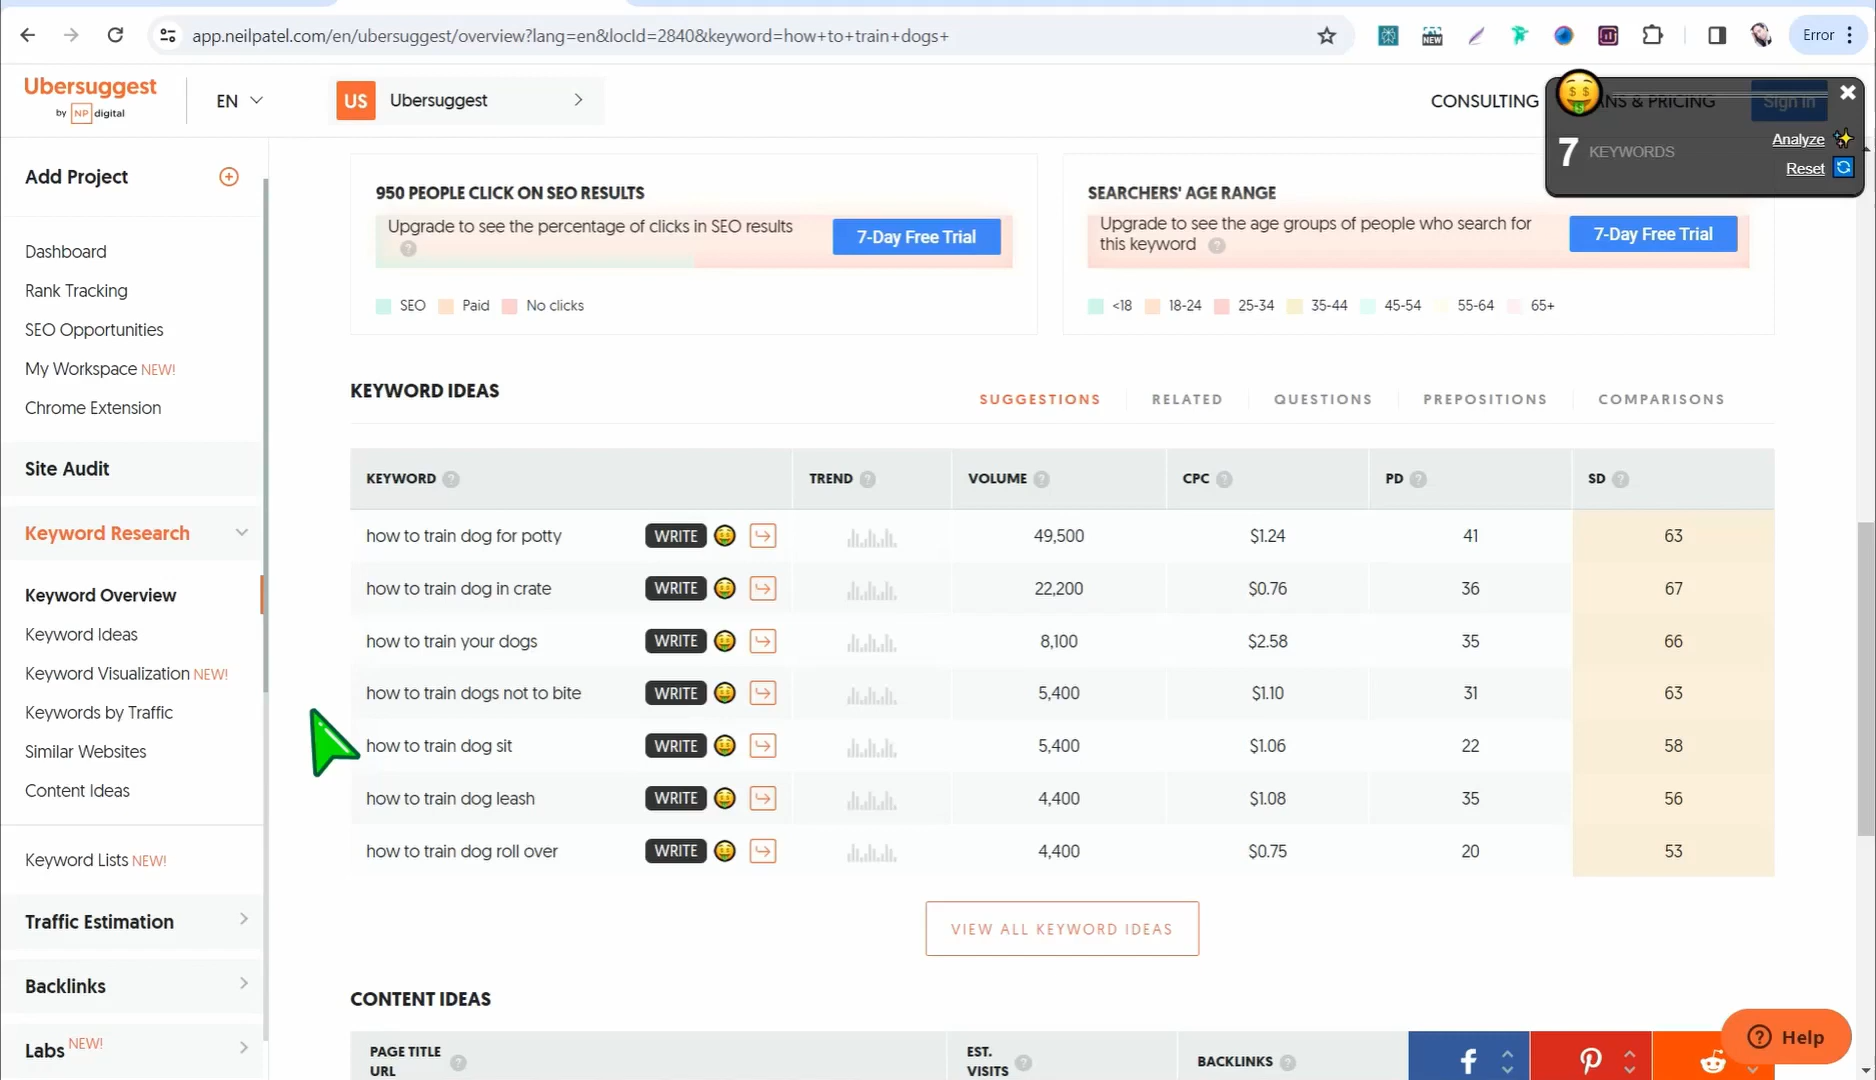 app.neilpatel.com/en/ubersuggest/overview?lang=en&locId=2840&keyword=how+to+train+dogs+
NEW
Error
Ubersuggest
by NP digital
EN
US Ubersuggest
CONSULTING
NS & PRICING
Sign in
7 KEYWORDS
Analyze
Reset
Add Project
Dashboard
Rank Tracking
SEO Opportunities
My Workspace NEW!
Chrome Extension
Site Audit
Keyword Research
Keyword Overview
Keyword Ideas
Keyword Visualization NEW!
Keywords by Traffic
Similar Websites
Content Ideas
Keyword Lists NEW!
Traffic Estimation
Backlinks
Labs NEW!
950 PEOPLE CLICK ON SEO RESULTS
Upgrade to see the percentage of clicks in SEO results
7-Day Free Trial
SEO Paid No clicks
SEARCHERS' AGE RANGE
Upgrade to see the age groups of people who search for
this keyword
7-Day Free Trial
<18 18-24 25-34 35-44 45-54 55-64 65+
KEYWORD IDEAS
SUGGESTIONS RELATED QUESTIONS PREPOSITIONS COMPARISONS
KEYWORD TREND VOLUME CPC PD SD
how to train dog for potty WRITE 49,500 $1.24 41 63
how to train dog in crate WRITE 22,200 $0.76 36 67
how to train your dogs WRITE 8,100 $2.58 35 66
how to train dogs not to bite WRITE 5,400 $1.10 31 63
how to train dog sit WRITE 5,400 $1.06 22 58
how to train dog leash WRITE 4,400 $1.08 35 56
how to train dog roll over WRITE 4,400 $0.75 20 53
VIEW ALL KEYWORD IDEAS
CONTENT IDEAS
PAGE TITLE
URL
EST.
VISITS
BACKLINKS
Help